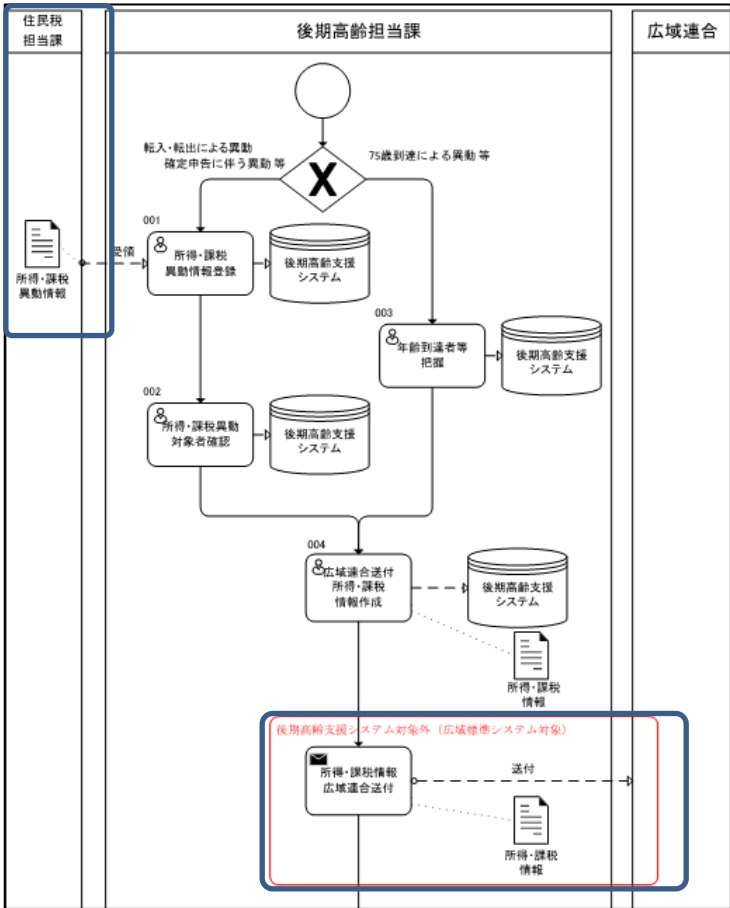 住民税
担当課
後期高齢担当課
広域連合
転入・転出による異動
確定申告に伴う異動 等
75歳到達による異動 等
X
001
所得・課税
異動情報登録
後期高齢支援
システム
受領
所得・課税
異動情報
003
年齢到達者等
把握
後期高齢支援
システム
002
所得・課税異動
対象者確認
後期高齢支援
システム
004
広域連合送付
所得・課税
情報作成
後期高齢支援
システム
所得・課税
情報
後期高齢支援システム対象外（広域標準システム対象）
所得・課税情報
広域連合送付
送付
所得・課税
情報